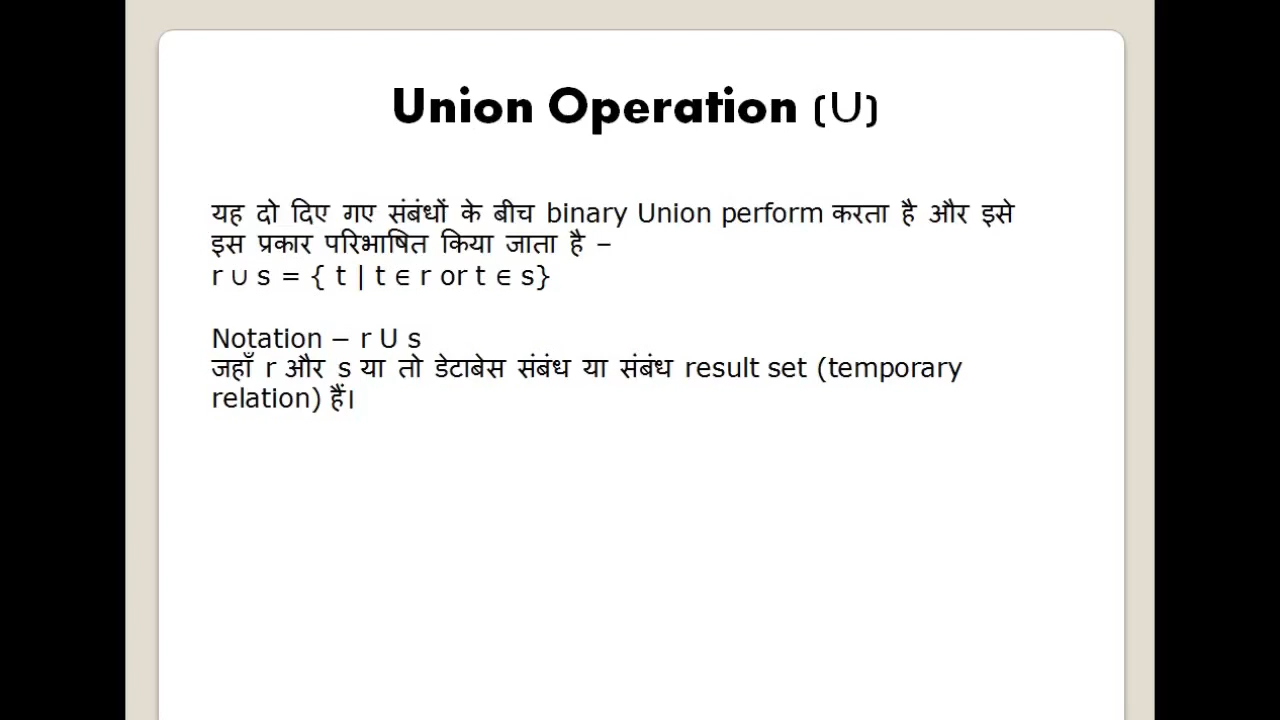 Union Operation (∪)
यह दो दिए गए संबंधों के बीच binary Union perform करता है और इसे
इस प्रकार परिभाषित किया जाता है –
r ∪ s = { t | t ∈ r or t ∈ s}
Notation − r U s
जहाँ r और s या तो डेटाबेस संबंध या संबंध result set (temporary
relation) हैं।